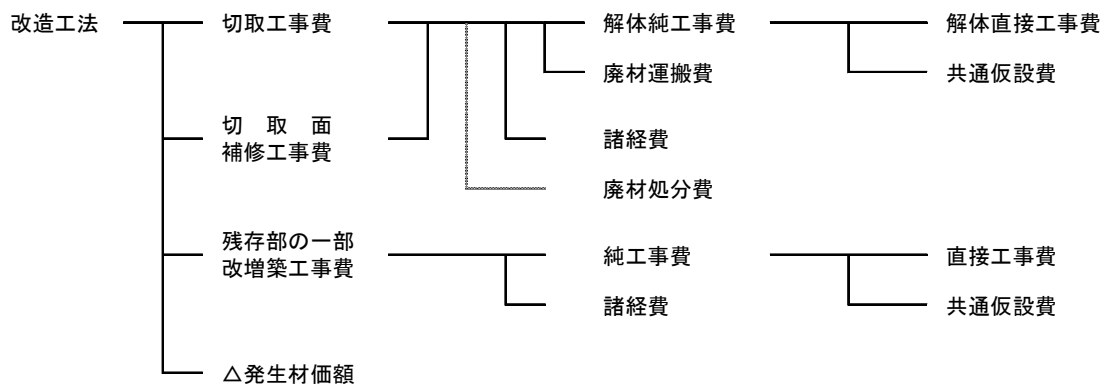 改造工法 切取工事費 解体純工事費 解体直接工事費
廃材運搬費 共通仮設費
切　取　面
補修工事費
諸経費
廃材処分費
残存部の一部
改増築工事費
純工事費 直接工事費
諸経費 共通仮設費
△発生材価額